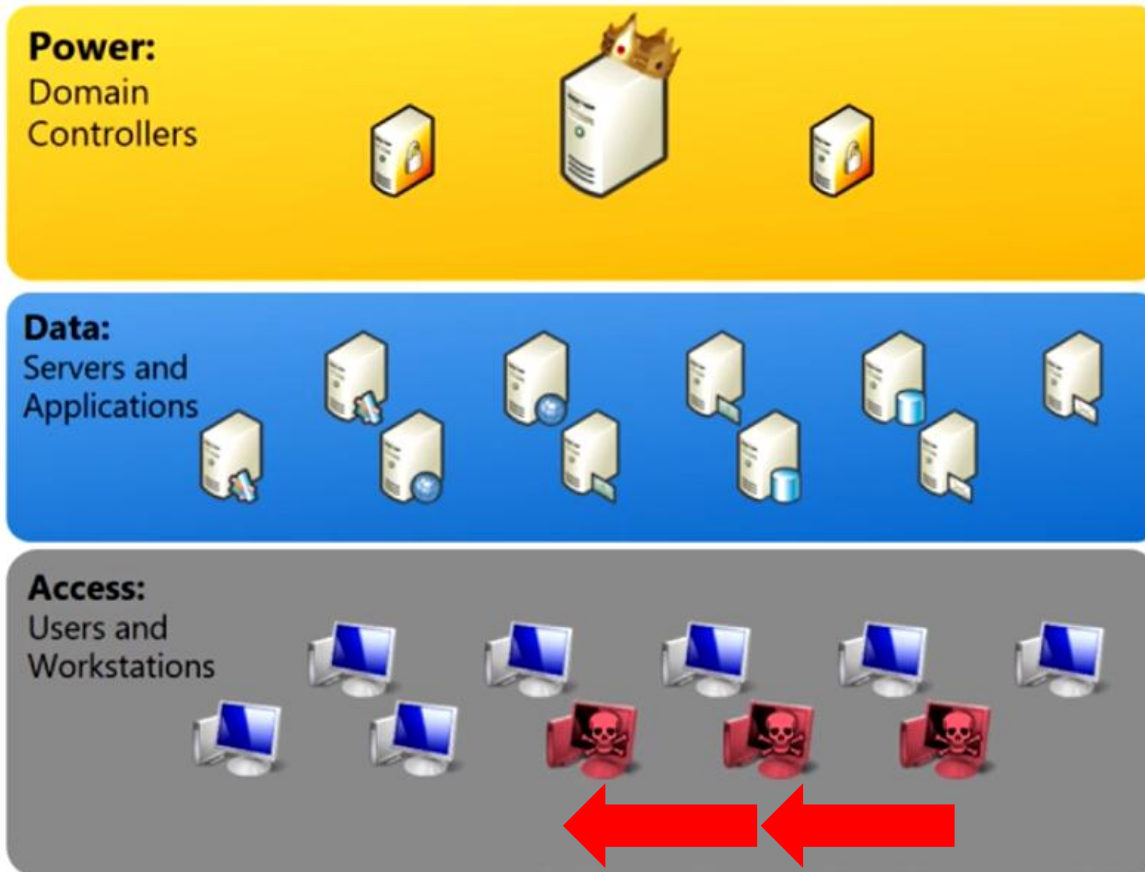 Power:
Domain
Controllers
Data:
Servers and
Applications
Access:
Users and
Workstations